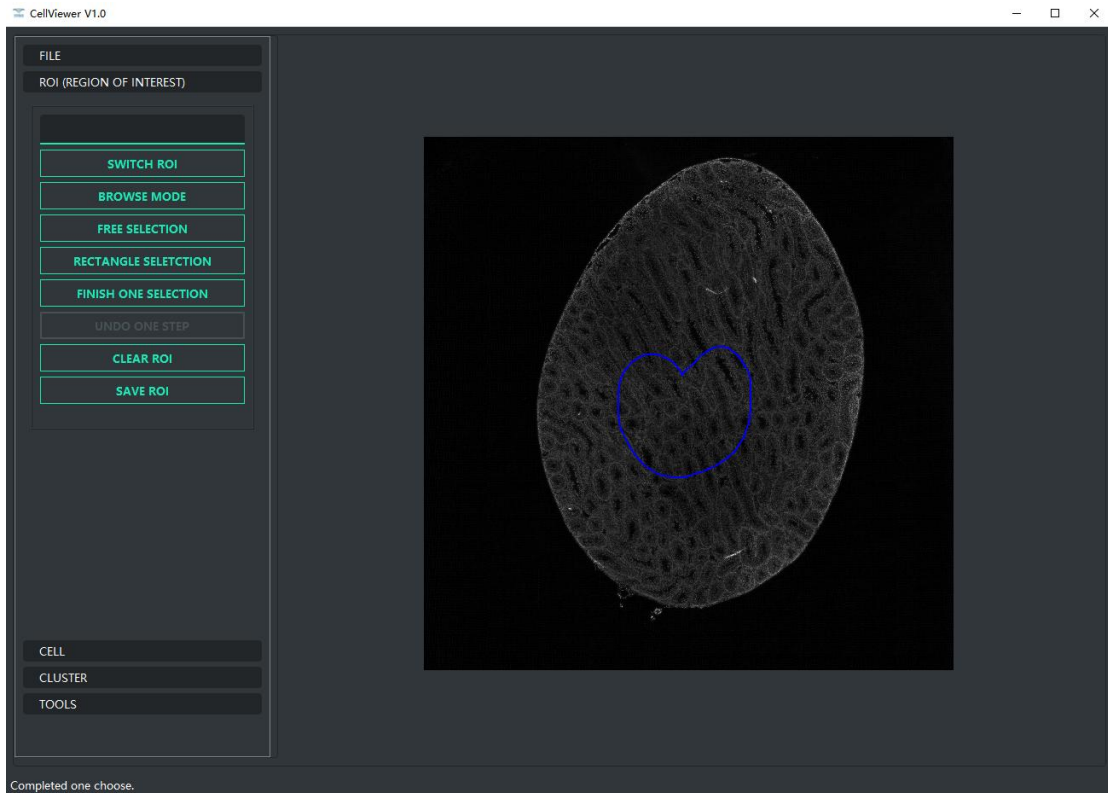 CellViewer V1.0
FILE
ROI (REGION OF INTEREST)
SWITCH ROI
BROWSE MODE
FREE SELECTION
RECTANGLE SELETCTION
FINISH ONE SELECTION
UNDO ONE STEP
CLEAR ROI
SAVE ROI
CELL
CLUSTER
TOOLS
Completed one choose.